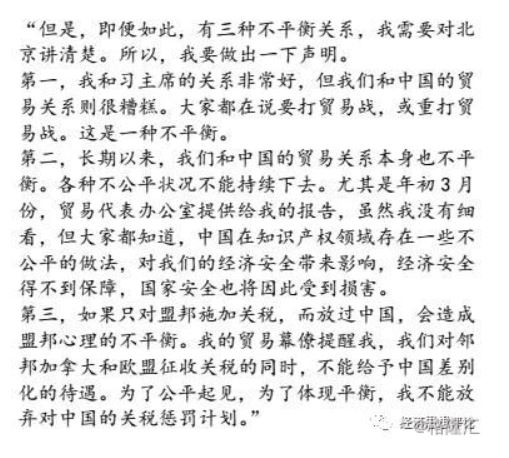 “但是，即便如此，有三种不平衡关系，我需要对北
京讲清楚。所以，我要做出一下声明。
第一，我和习主席的关系非常好，但我们和中国的贸
易关系则很糟糕。大家都在说要打贸易战，或重打贸
易战。这是一种不平衡。
第二，长期以来，我们和中国的贸易关系本身也不平
衡。各种不公平状况不能持续下去。尤其是年初3月
份，贸易代表办公室提供给我的报告，虽然我没有细
看，但大家都知道，中国在知识产权领域存在一些不
公平的做法，对我们的经济安全带来影响，经济安全
得不到保障，国家安全也将因此受到损害。
第三，如果只对盟邦施加关税，而放过中国，会造成
盟邦心理的不平衡。我的贸易幕僚提醒我，我们对邻
邦加拿大和欧盟征收关税的同时，不能给予中国差别
化的待遇。为了公平起见，为了体现平衡，我不能放
弃对中国的关税惩罚计划。”